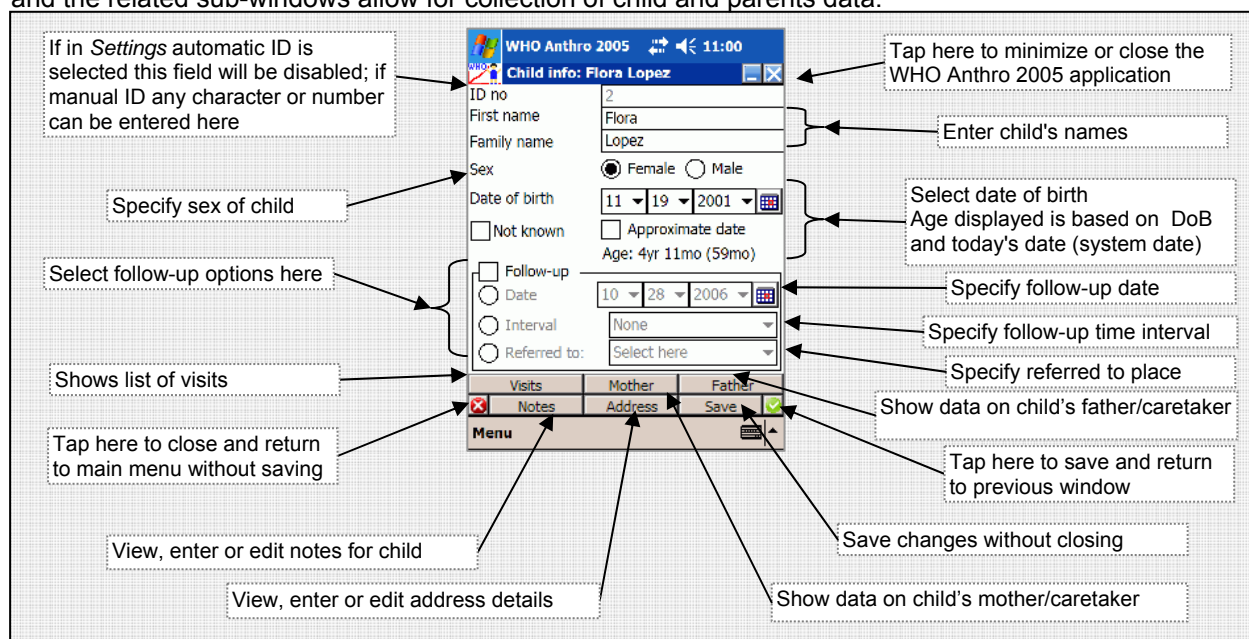 and the related sub-windows allow for collection of child and parents data.
If in Settings automatic ID is
selected this field will be disabled; if
manual ID any character or number
can be entered here
WHO Anthro 2005 11:00
WHO Child info: Flora Lopez
Tap here to minimize or close the
WHO Anthro 2005 application
ID no 2
First name Flora
Family name Lopez
Enter child's names
Sex Female Male
Specify sex of child
Date of birth 11 19 2001
Not known Approximate date
Age: 4yr 11mo (59mo)
Select date of birth
Age displayed is based on DoB
and today's date (system date)
Select follow-up options here
Follow-up
Date 10 28 2006
Specify follow-up date
Interval None
Specify follow-up time interval
Referred to: Select here
Specify referred to place
Shows list of visits
Visits Mother Father
Show data on child’s father/caretaker
Notes Address Save
Menu
Tap here to close and return
to main menu without saving
Tap here to save and return
to previous window
View, enter or edit notes for child
Save changes without closing
View, enter or edit address details
Show data on child’s mother/caretaker